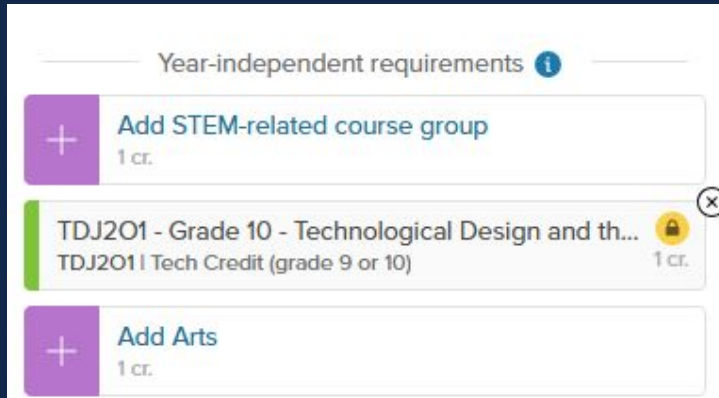 Year-independent requirements i
+ Add STEM-related course group
1 cr.
TDJ2O1 - Grade 10 - Technological Design and th...
TDJ2O1 | Tech Credit (grade 9 or 10) 1 cr.
+ Add Arts
1 cr.